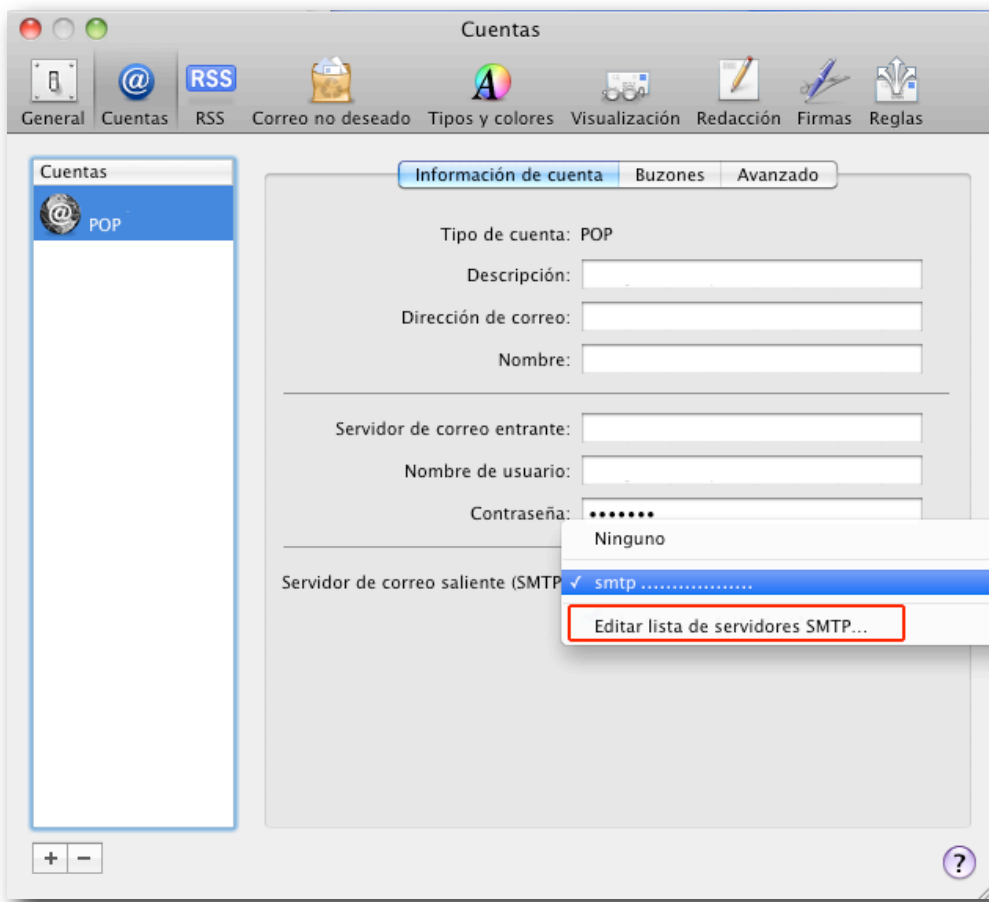 Cuentas
RSS
General Cuentas RSS Correo no deseado Tipos y colores Visualización Redacción Firmas Reglas
Cuentas
@ POP
Información de cuenta Buzones Avanzado
Tipo de cuenta: POP
Descripción:
Dirección de correo:
Nombre:
Servidor de correo entrante:
Nombre de usuario:
Contraseña: •••••••
Ninguno
Servidor de correo saliente (SMTP ✓ smtp ..................
Editar lista de servidores SMTP...
+ −
?